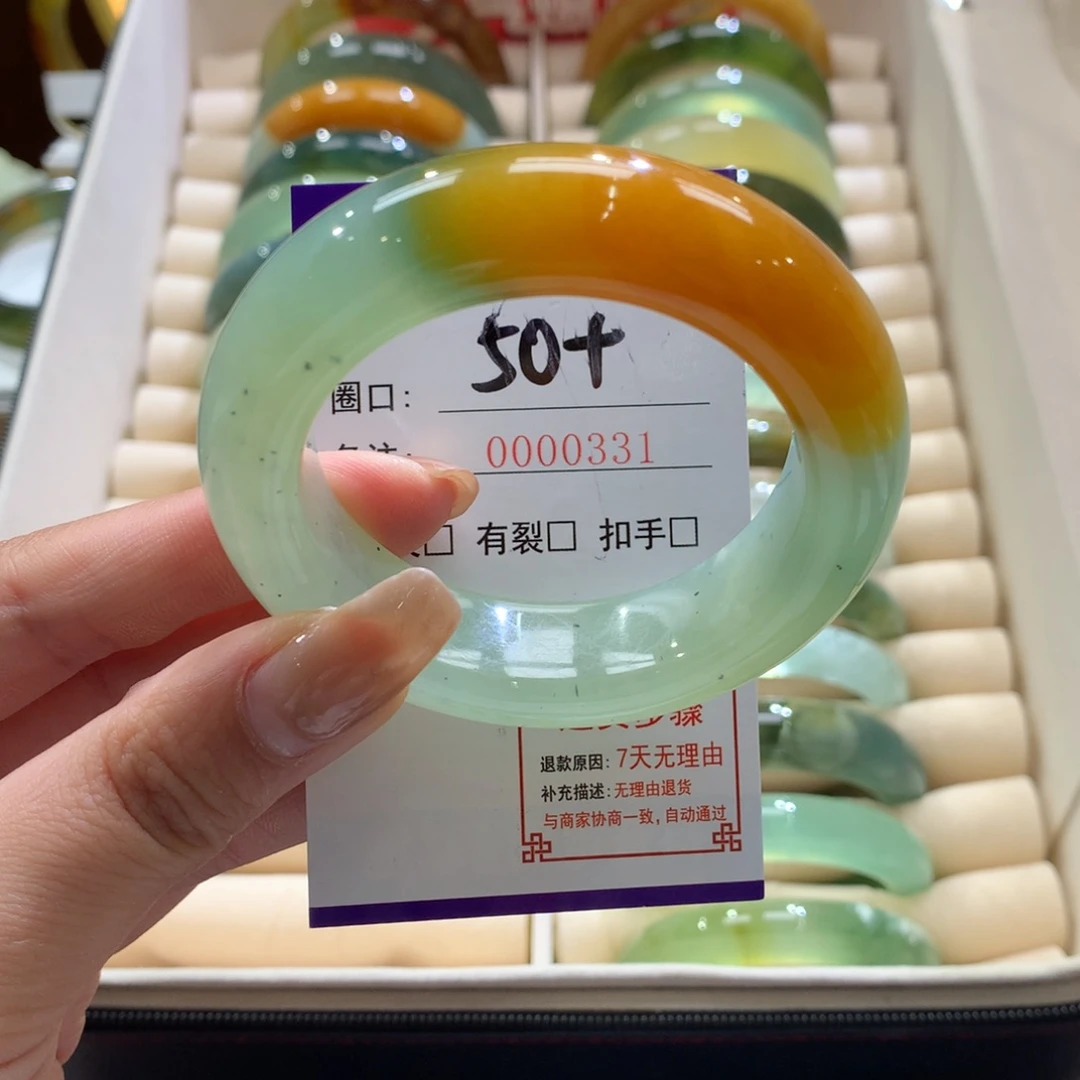 50+
圈口:
0000331
有裂□ 扣手□
退款原因: 7天无理由
补充描述: 无理由退货
与商家协商一致, 自动通过